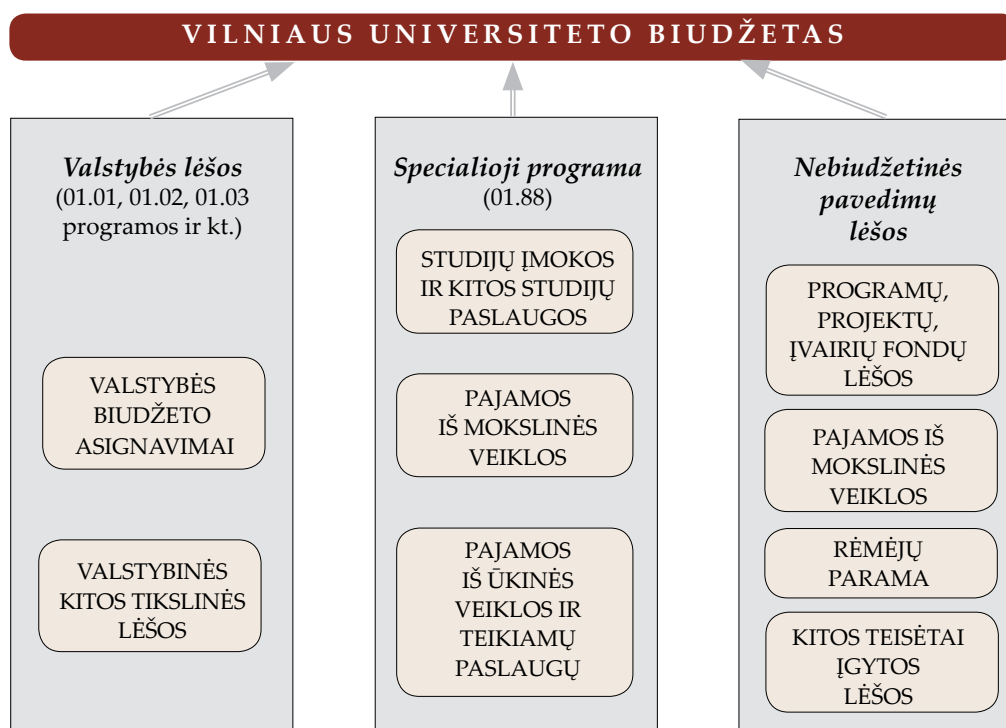 VILNIAUS UNIVERSITETO BIUDŽETAS
Valstybės lėšos
(01.01, 01.02, 01.03
programos ir kt.)
VALSTYBĖS
BIUDŽETO
ASIGNAVIMAI
VALSTYBINĖS
KITOS TIKSLINĖS
LĖŠOS
Specialioji programa
(01.88)
STUDIJŲ ĮMOKOS
IR KITOS STUDIJŲ
PASLAUGOS
PAJAMOS
IŠ MOKSLINĖS
VEIKLOS
PAJAMOS
IŠ ŪKINĖS
VEIKLOS IR
TEIKIAMŲ
PASLAUGŲ
Nebiudžetinės
pavedimų
lėšos
PROGRAMŲ,
PROJEKTŲ,
ĮVAIRIŲ FONDŲ
LĖŠOS
PAJAMOS IŠ
MOKSLINĖS
VEIKLOS
RĖMĖJŲ
PARAMA
KITOS TEISĖTAI
ĮGYTOS
LĖŠOS